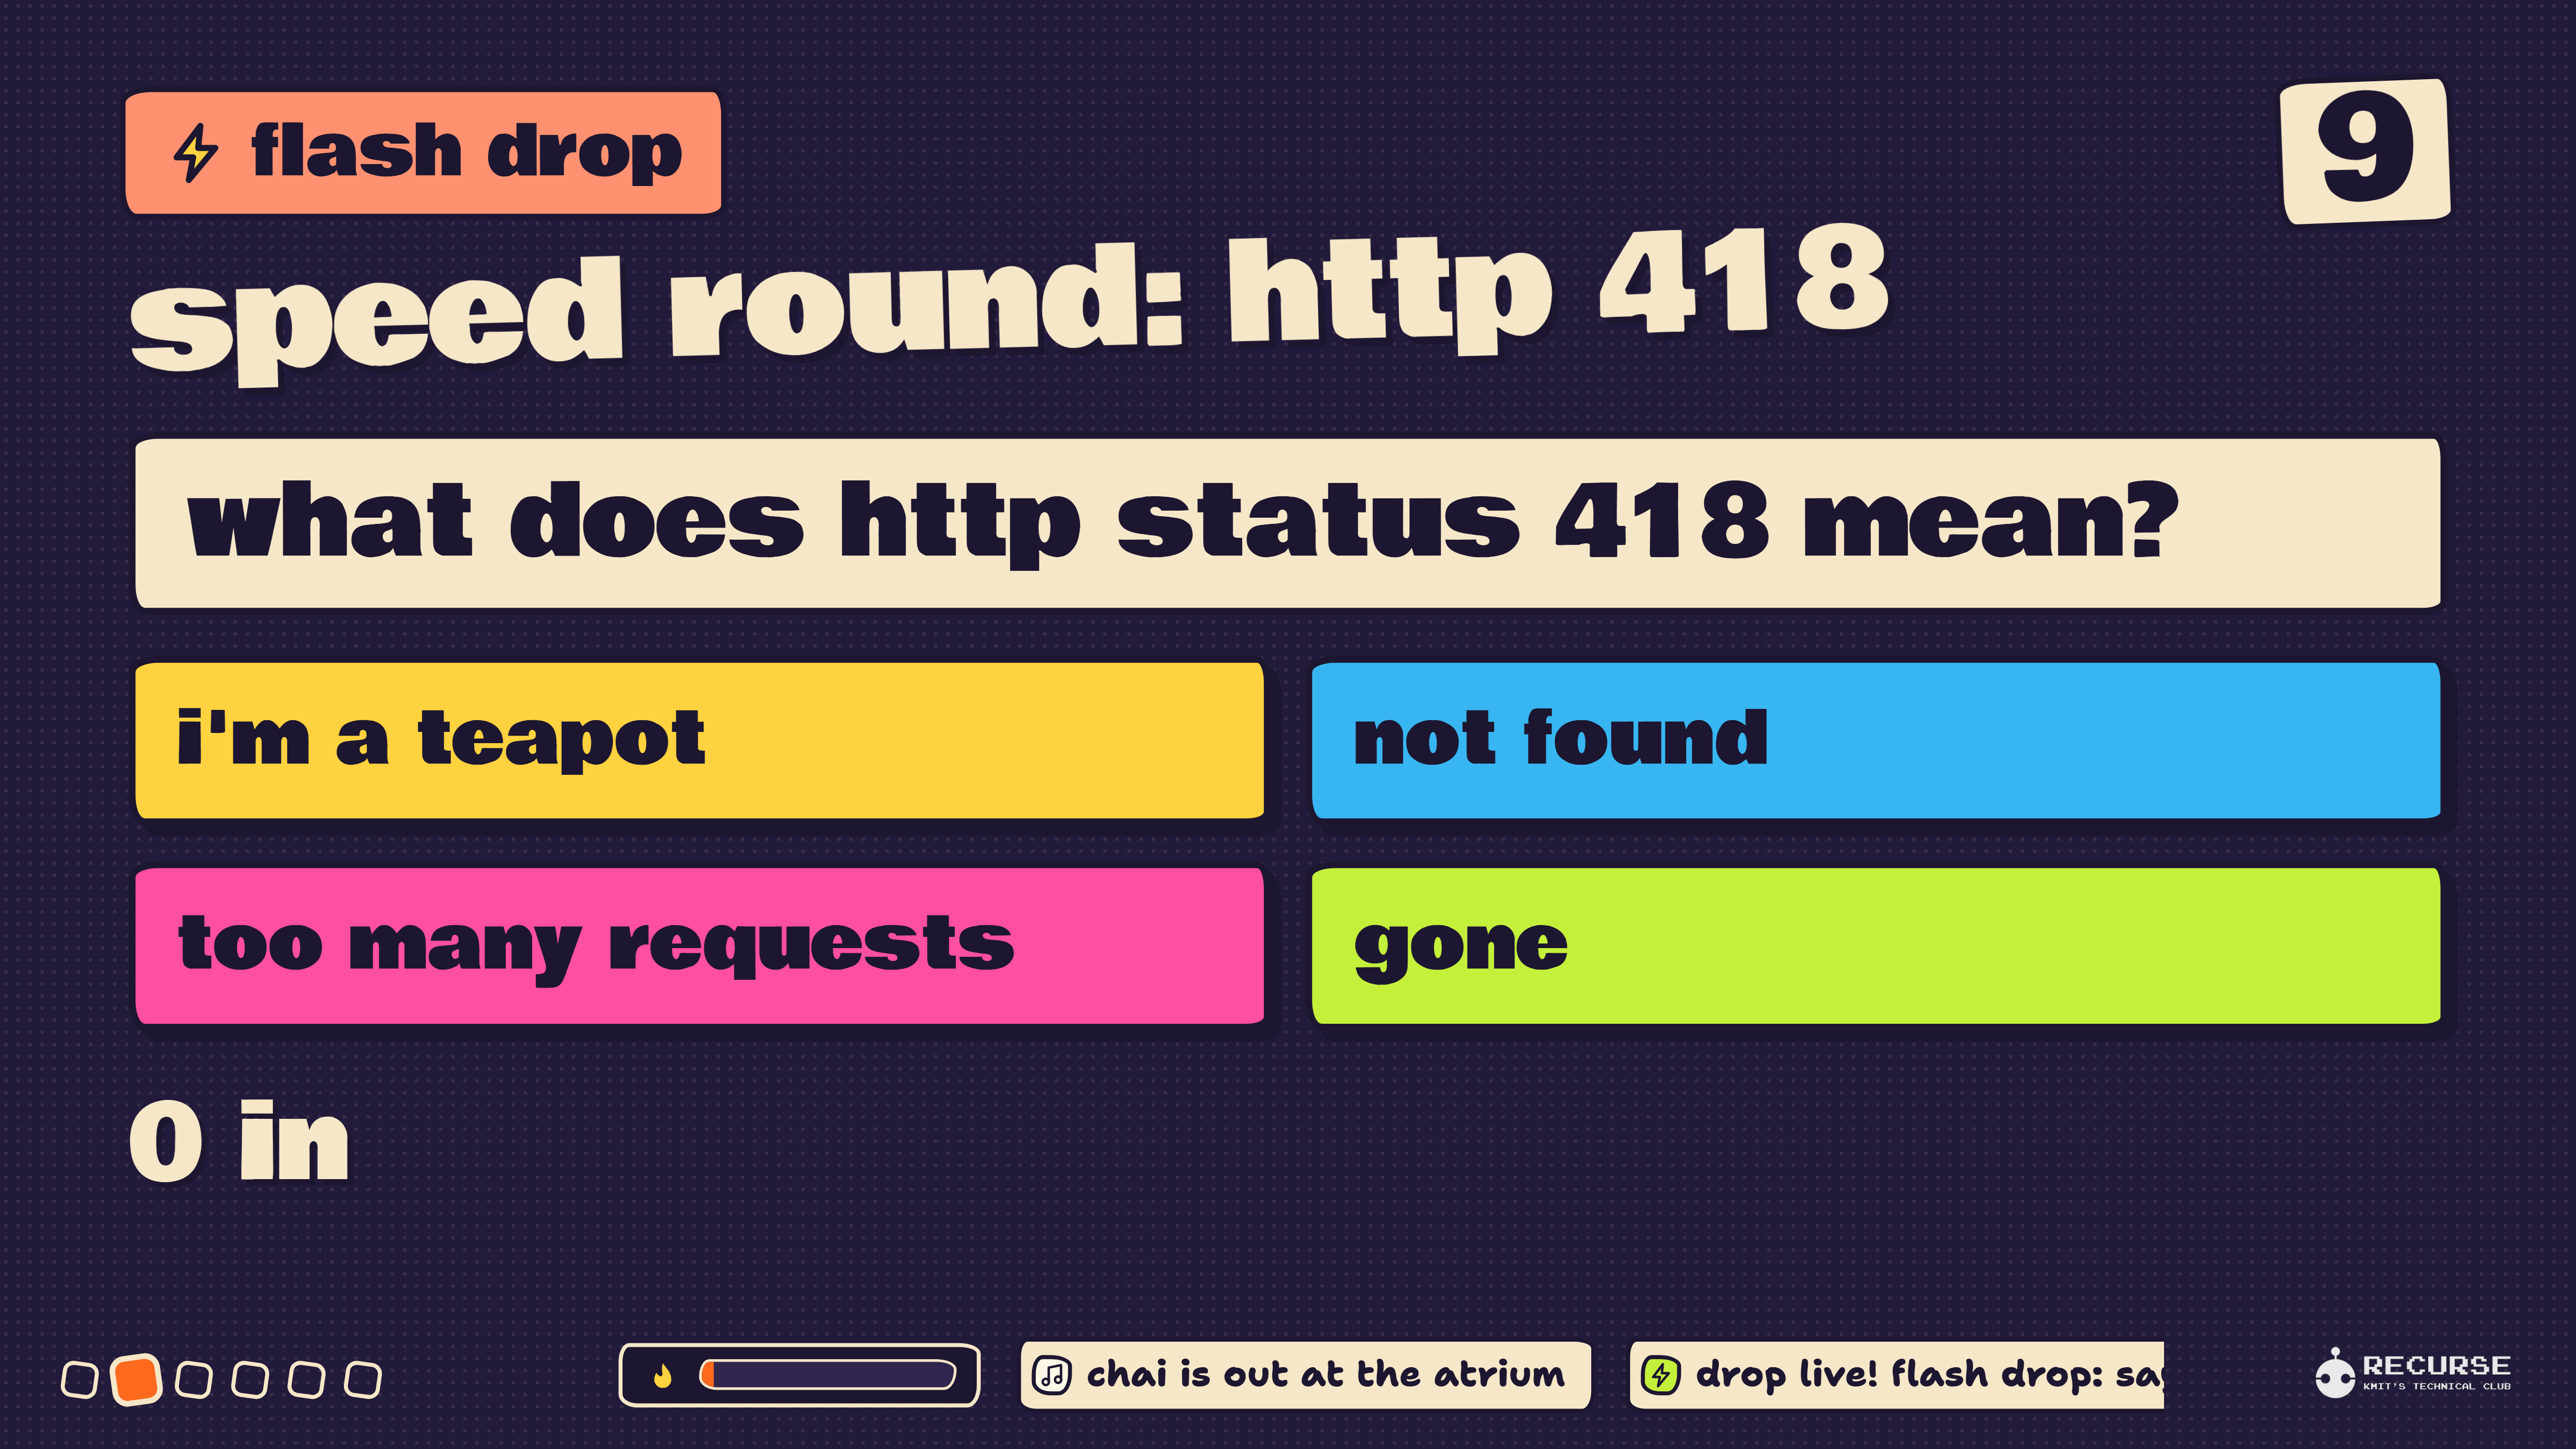 flash drop
9
speed round: http 418
what does http status 418 mean?
i'm a teapot
not found
too many requests
gone
0 in
chai is out at the atrium
drop live! flash drop:
RECURSE
KMIT'S TECHNICAL CLUB